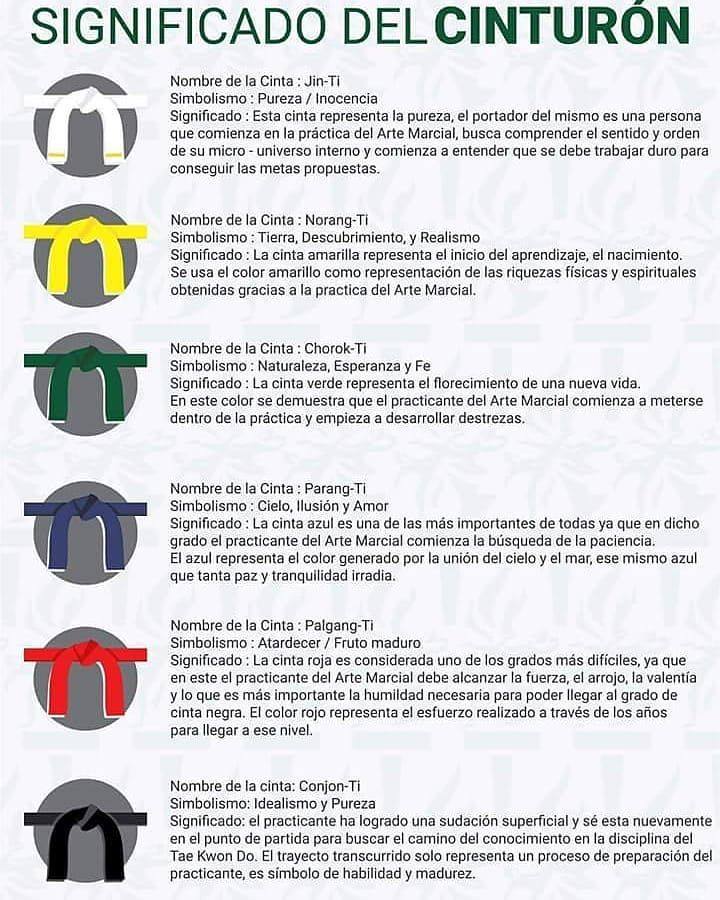 SIGNIFICADO DEL CINTURÓN
Nombre de la Cinta : Jin-Ti
Simbolismo : Pureza / Inocencia
Significado : Esta cinta representa la pureza, el portador del mismo es una persona
que comienza en la práctica del Arte Marcial, busca comprender el sentido y orden
de su micro - universo interno y comienza a entender que se debe trabajar duro para
conseguir las metas propuestas.
Nombre de la Cinta : Norang-Ti
Simbolismo : Tierra, Descubrimiento, y Realismo
Significado : La cinta amarilla representa el inicio del aprendizaje, el nacimiento.
Se usa el color amarillo como representación de las riquezas físicas y espirituales
obtenidas gracias a la practica del Arte Marcial.
Nombre de la Cinta : Chorok-Ti
Simbolismo : Naturaleza, Esperanza y Fe
Significado : La cinta verde representa el florecimiento de una nueva vida.
En este color se demuestra que el practicante del Arte Marcial comienza a meterse
dentro de la práctica y empieza a desarrollar destrezas.
Nombre de la Cinta : Parang-Ti
Simbolismo : Cielo, Ilusión y Amor
Significado : La cinta azul es una de las más importantes de todas ya que en dicho
grado el practicante del Arte Marcial comienza la búsqueda de la paciencia.
El azul representa el color generado por la unión del cielo y el mar, ese mismo azul
que tanta paz y tranquilidad irradia.
Nombre de la Cinta : Palgang-Ti
Simbolismo : Atardecer / Fruto maduro
Significado : La cinta roja es considerada uno de los grados más difíciles, ya que
en este el practicante del Arte Marcial debe alcanzar la fuerza, el arrojo, la valentía
y lo que es más importante la humildad necesaria para poder llegar al grado de
cinta negra. El color rojo representa el esfuerzo realizado a través de los años
para llegar a ese nivel.
Nombre de la cinta: Conjon-Ti
Simbolismo: Idealismo y Pureza
Significado: el practicante ha logrado una sudación superficial y sé esta nuevamente
en el punto de partida para buscar el camino del conocimiento en la disciplina del
Tae Kwon Do. El trayecto transcurrido solo representa un proceso de preparación del
practicante, es símbolo de habilidad y madurez.